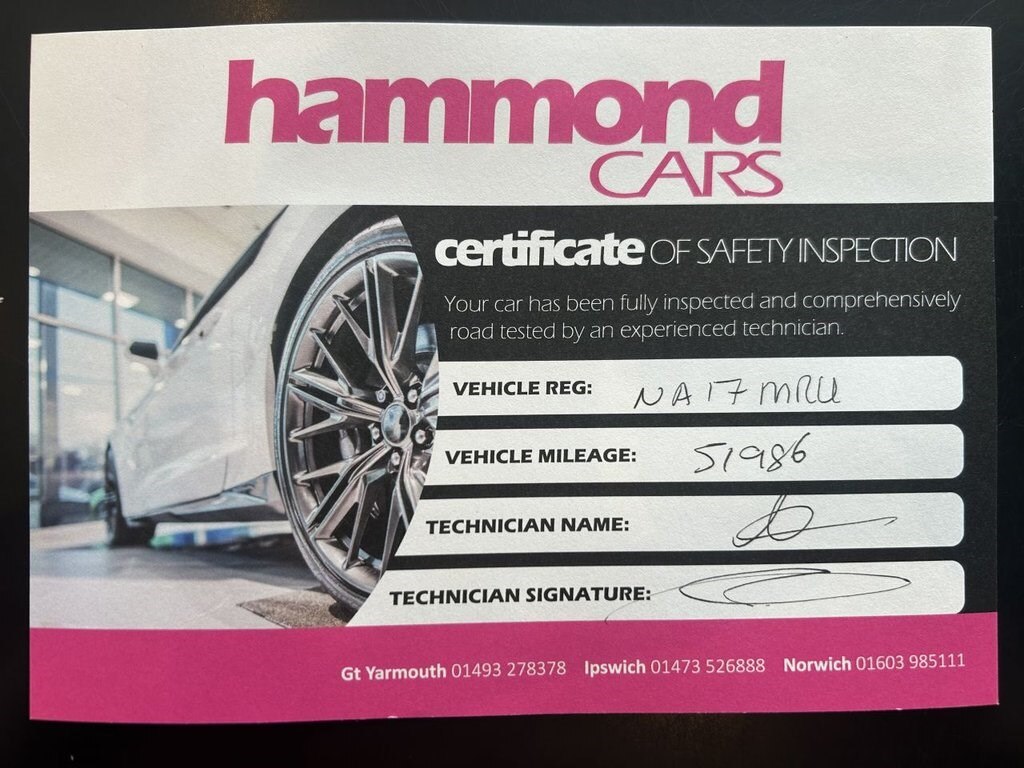 hammond
CARS
certificate OF SAFETY INSPECTION
Your car has been fully inspected and comprehensively
road tested by an experienced technician.
VEHICLE REG: NA17 MRU
VEHICLE MILEAGE: 51986
TECHNICIAN NAME:
TECHNICIAN SIGNATURE:
Gt Yarmouth 01493 278378 Ipswich 01473 526888 Norwich 01603 985111